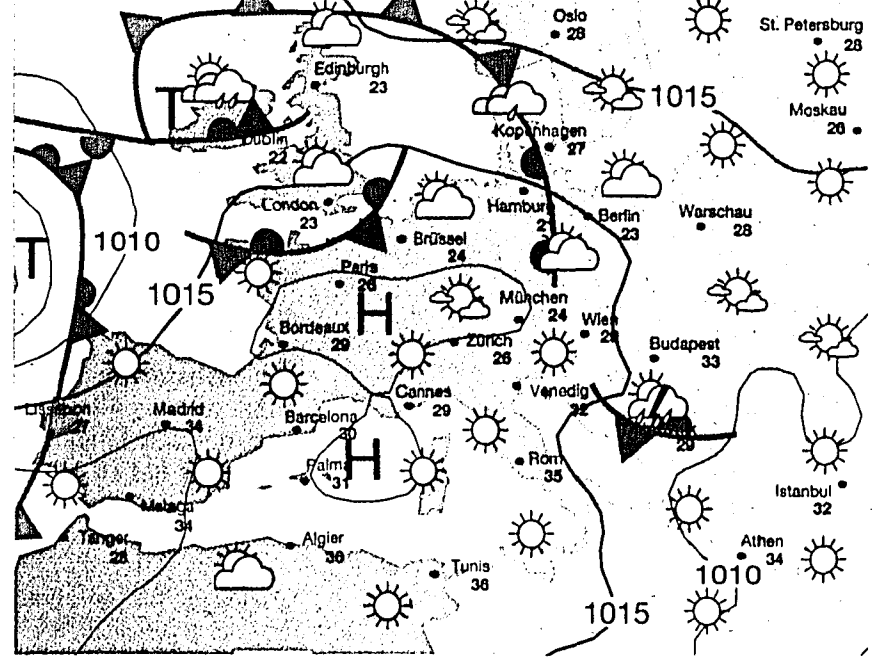 Oslo
28
St. Petersburg
28
Edinburgh
23
T
1015
Moskau
26
Kopenhagen
27
Dublin
22
London
23
Hamburg
Berlin
23
Warschau
28
Brüssel
24
1010
T
Paris
26
1015
H
München
24
Wien
Bordeaux
29
Zürich
26
Budapest
33
Cannes
29
Venedig
32
Lissabon
27
Madrid
34
Barcelona
30
29
H
Palma
31
Rom
35
Istanbul
32
Malaga
34
Tanger
28
Algier
36
Athen
34
Tunis
36
1010
1015